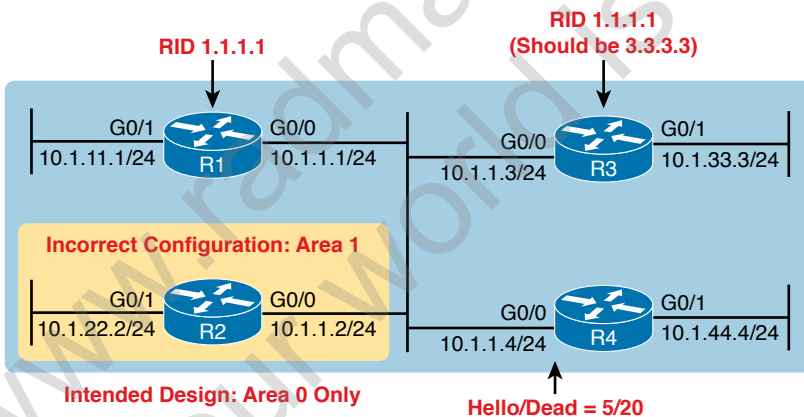 RID 1.1.1.1
RID 1.1.1.1
(Should be 3.3.3.3)
G0/1
10.1.11.1/24
R1
G0/0
10.1.1.1/24
G0/0
10.1.1.3/24
R3
G0/1
10.1.33.3/24
Incorrect Configuration: Area 1
G0/1
10.1.22.2/24
R2
G0/0
10.1.1.2/24
G0/0
10.1.1.4/24
R4
G0/1
10.1.44.4/24
Intended Design: Area 0 Only
Hello/Dead = 5/20